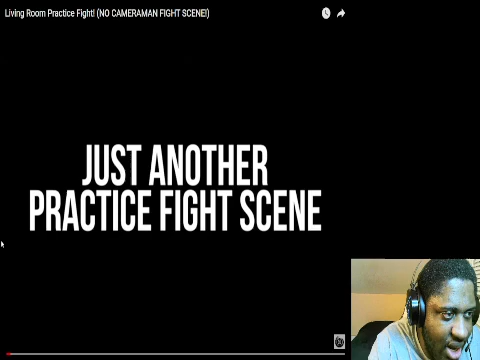 Living Room Practice Fight! (NO CAMERAMAN FIGHT SCENE!)
JUST ANOTHER
PRACTICE FIGHT SCENE